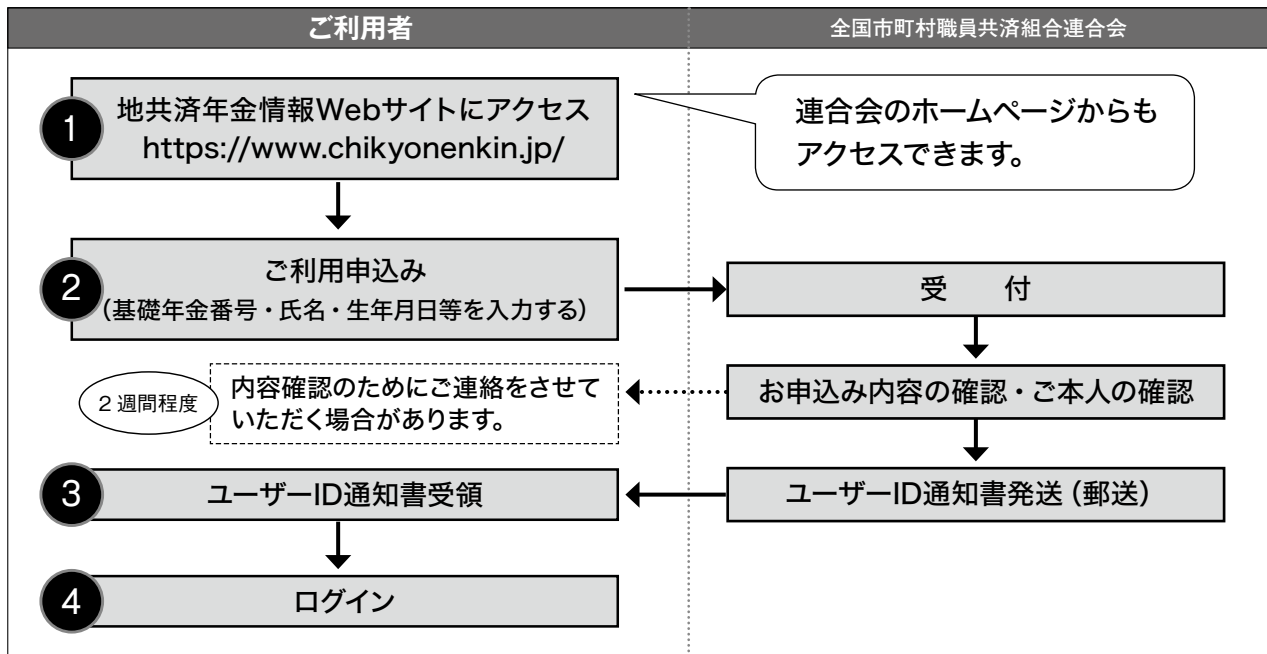 ご利用者
全国市町村職員共済組合連合会
1
地共済年金情報Webサイトにアクセス
https://www.chikyonenkin.jp/
連合会のホームページからも
アクセスできます。
2
ご利用申込み
（基礎年金番号・氏名・生年月日等を入力する）
受　　付
2週間程度
内容確認のためにご連絡をさせて
いただく場合があります。
お申込み内容の確認・ご本人の確認
3
ユーザーID通知書受領
ユーザーID通知書発送（郵送）
4
ログイン